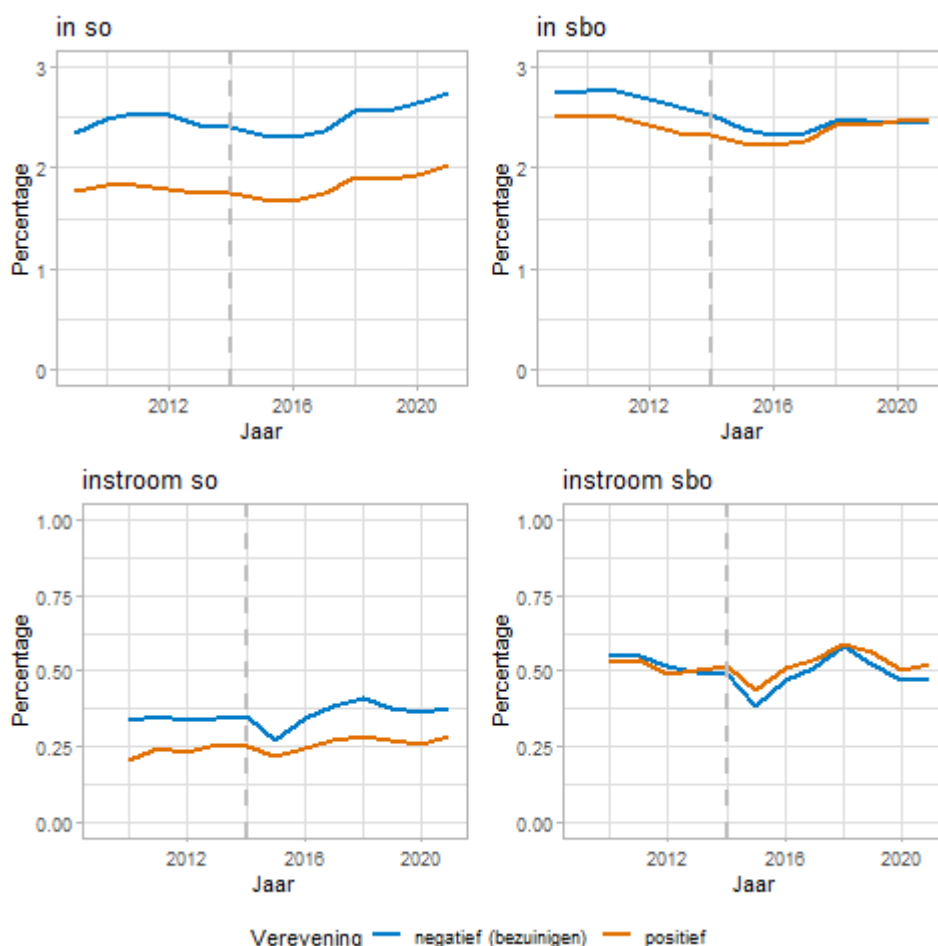 in so
3
2
1
0
Percentage
2012 2016 2020
Jaar
in sbo
3
2
1
0
Percentage
2012 2016 2020
Jaar
instroom so
1.00
0.75
0.50
0.25
0.00
Percentage
2012 2016 2020
Jaar
instroom sbo
1.00
0.75
0.50
0.25
0.00
Percentage
2012 2016 2020
Jaar
Verevening negatief (bezuinigen) positief